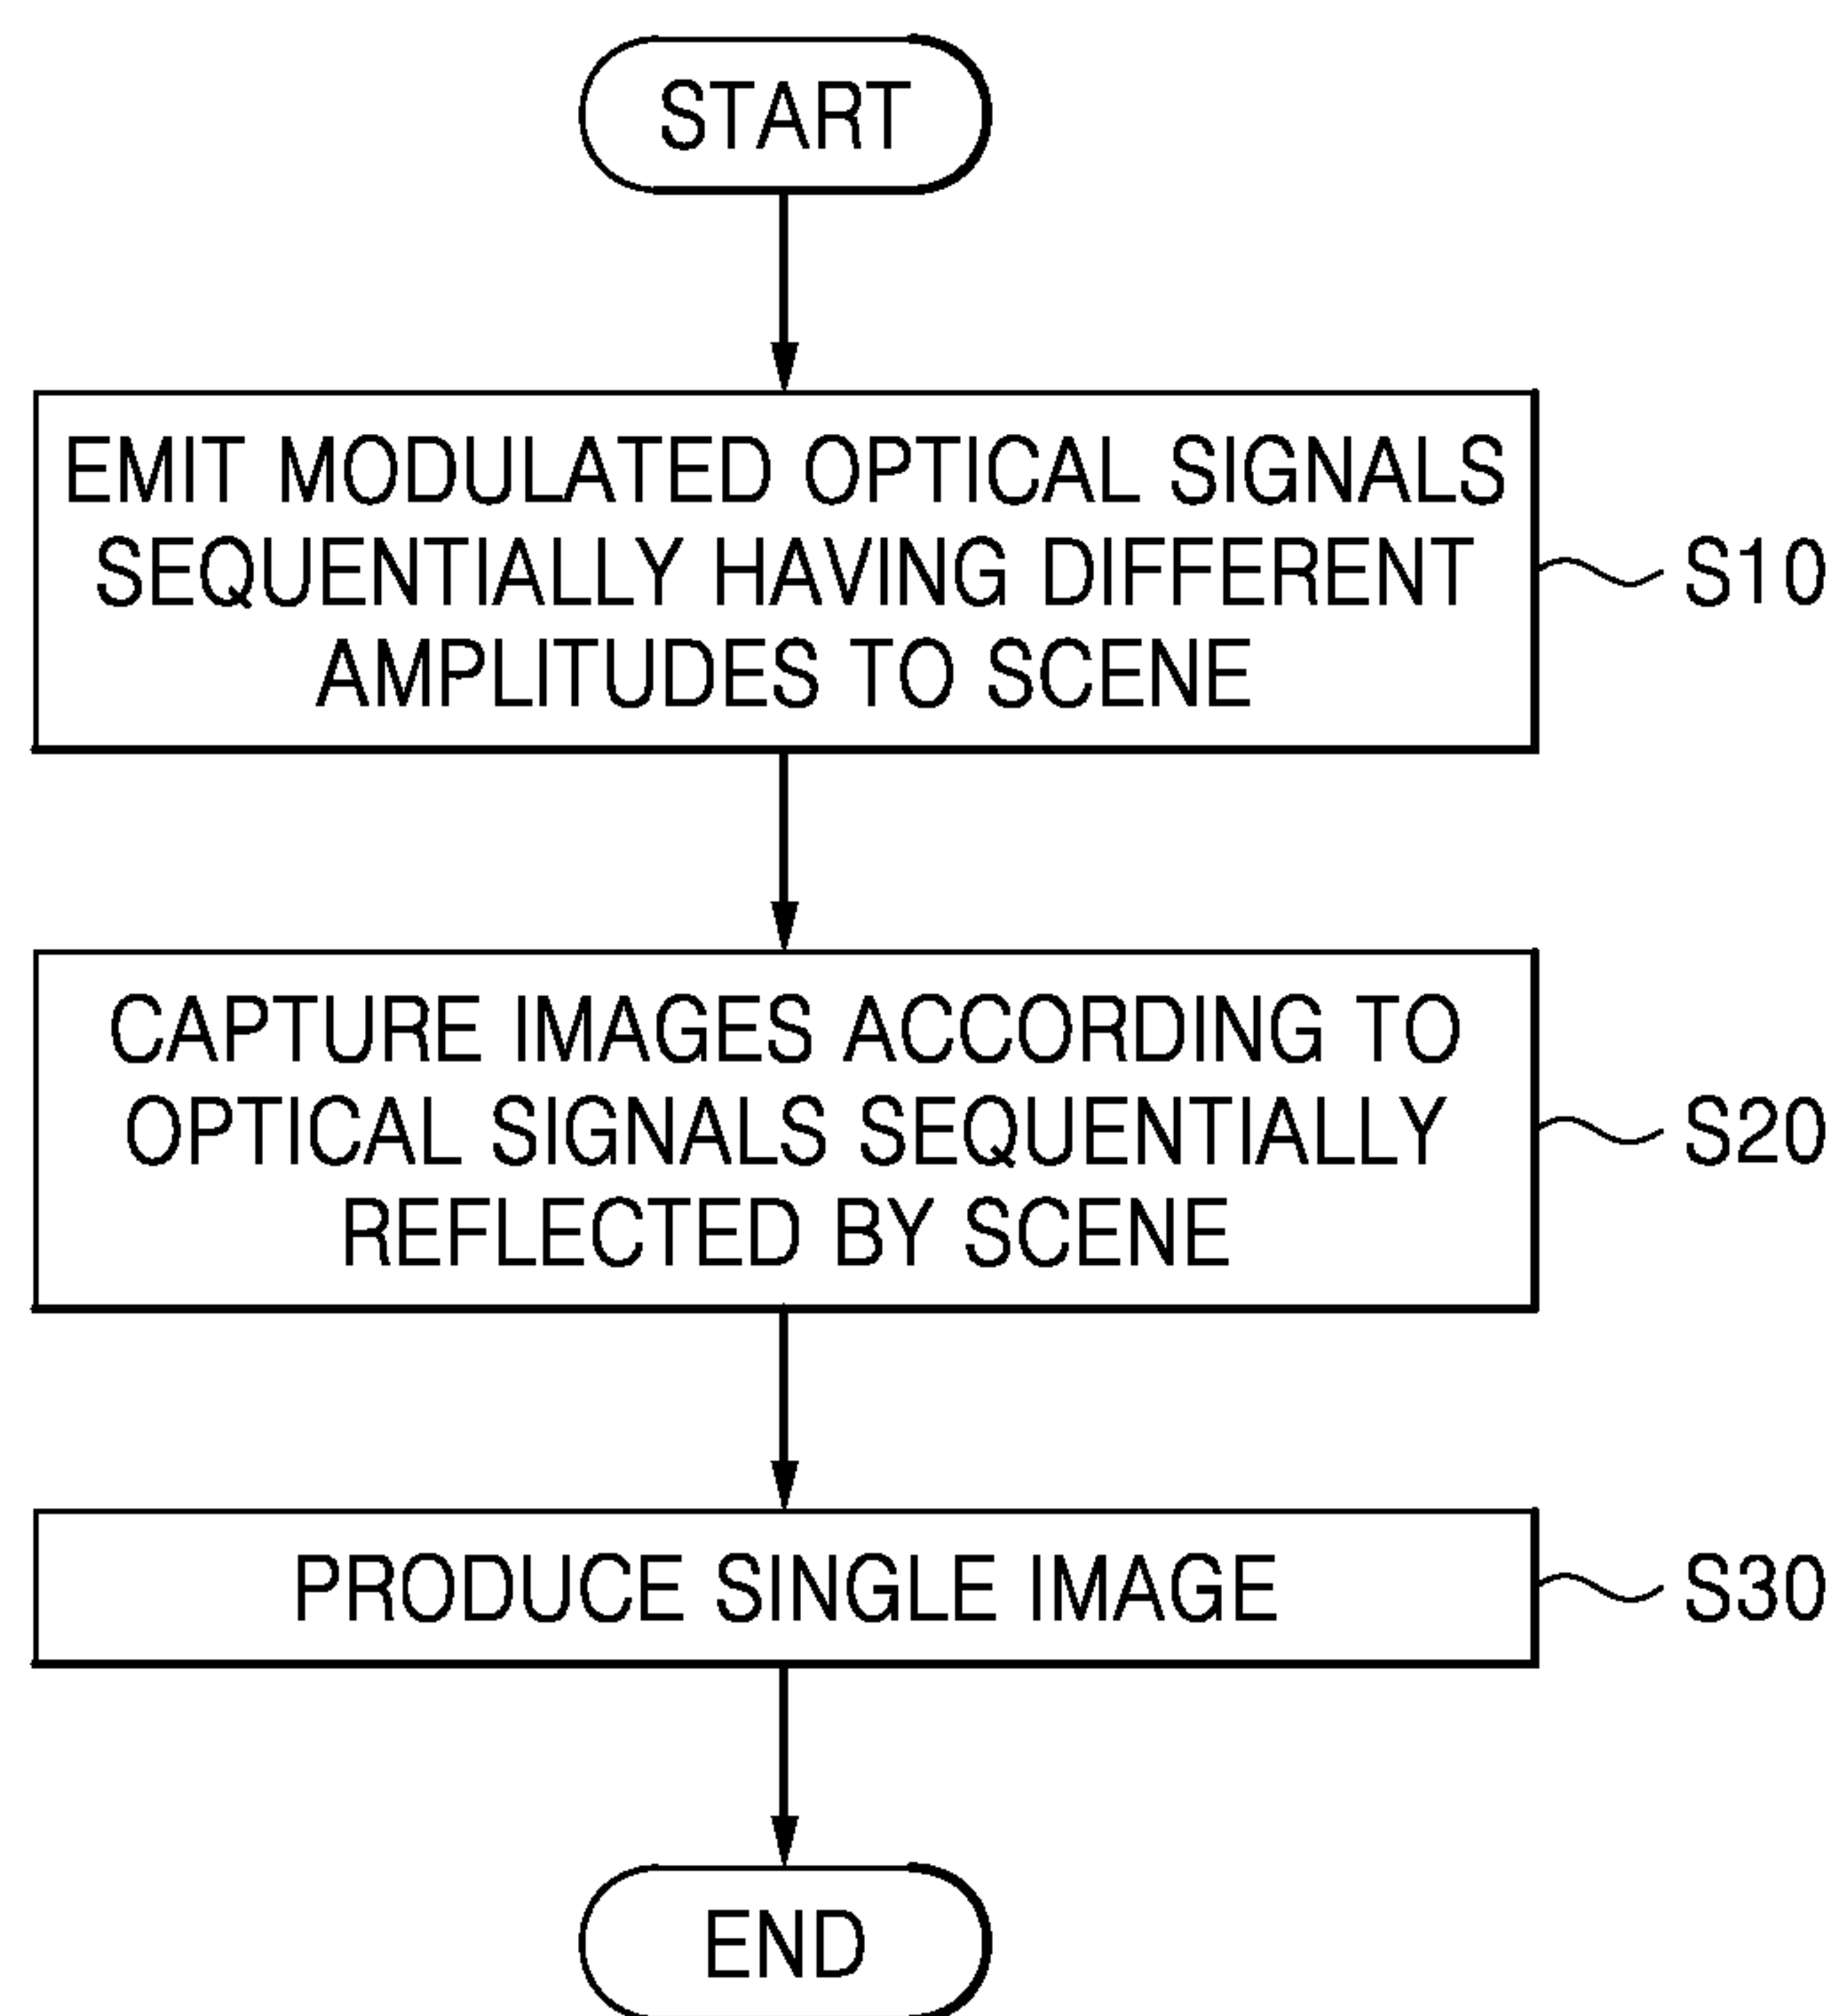 START
EMIT MODULATED OPTICAL SIGNALS
SEQUENTIALLY HAVING DIFFERENT
AMPLITUDES TO SCENE
S10
CAPTURE IMAGES ACCORDING TO
OPTICAL SIGNALS SEQUENTIALLY
REFLECTED BY SCENE
S20
PRODUCE SINGLE IMAGE
S30
END